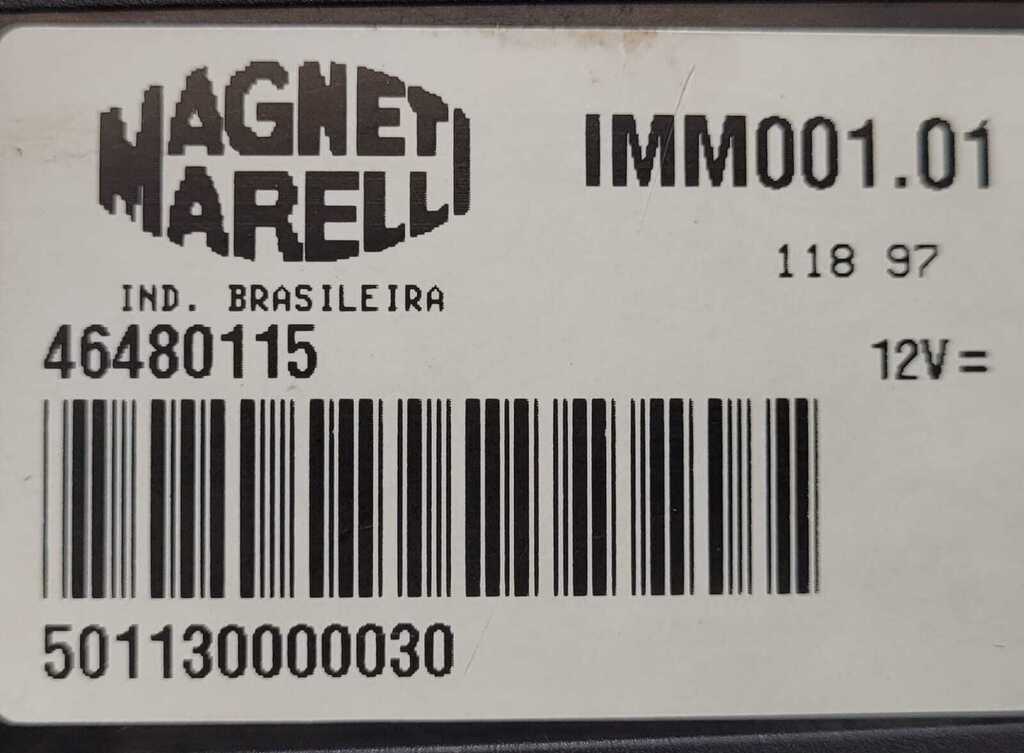 MAGNETI
MARELLI
IMM001.01
118 97
IND. BRASILEIRA
46480115
12V=
501130000030